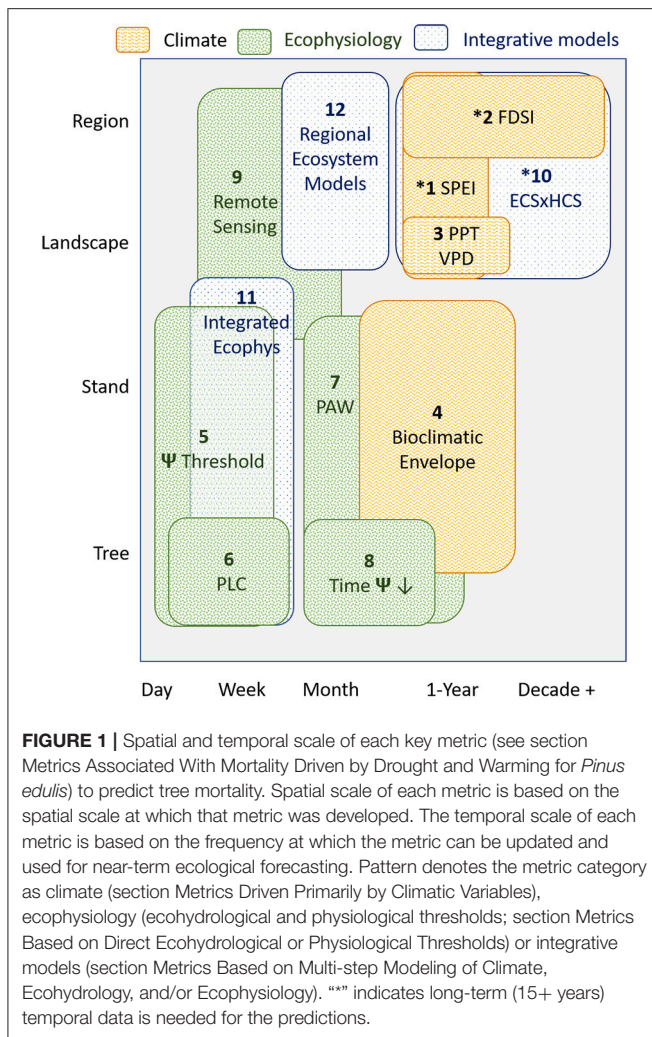 Climate Ecophysiology Integrative models
Region
Landscape
Stand
Tree
12
Regional
Ecosystem
Models
*2 FDSI
9
Remote
Sensing
*1 SPEI
*10
ECSxHCS
3 PPT
VPD
11
Integrated
Ecophys
7
PAW
4
Bioclimatic
Envelope
5
Ψ Threshold
6
PLC
8
Time Ψ ↓
Day Week Month 1-Year Decade +
FIGURE 1 | Spatial and temporal scale of each key metric (see section
Metrics Associated With Mortality Driven by Drought and Warming for Pinus
edulis) to predict tree mortality. Spatial scale of each metric is based on the
spatial scale at which that metric was developed. The temporal scale of each
metric is based on the frequency at which the metric can be updated and
used for near-term ecological forecasting. Pattern denotes the metric category
as climate (section Metrics Driven Primarily by Climatic Variables),
ecophysiology (ecohydrological and physiological thresholds; section Metrics
Based on Direct Ecohydrological or Physiological Thresholds) or integrative
models (section Metrics Based on Multi-step Modeling of Climate,
Ecohydrology, and/or Ecophysiology). “*” indicates long-term (15+ years)
temporal data is needed for the predictions.